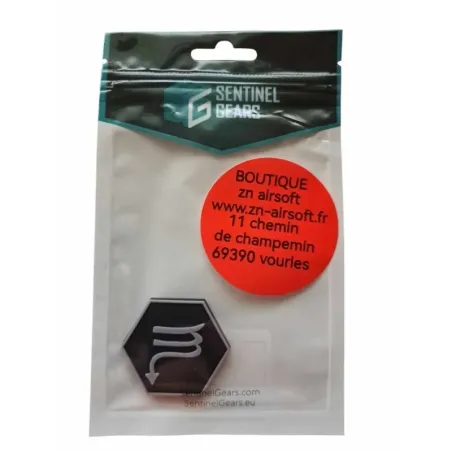 SENTINEL
GEARS
BOUTIQUE
zn airsoft
www.zn-airsoft.fr
11 chemin
de champemin
69390 vourles
SentinelGears.com
SentinelGears.eu